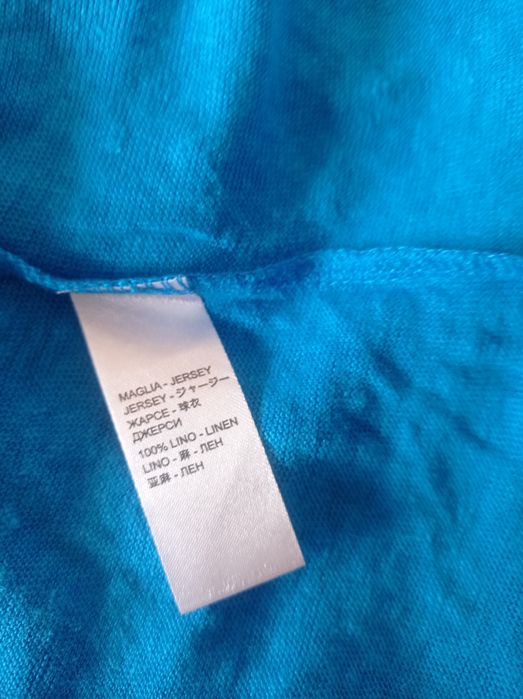 MAGLIA - JERSEY
JERSEY - ジャージー
ЖАРСЕ - 球衣
ДЖЕРСИ
100% LINO - LINEN
LINO - 麻 - ЛЕН
亚麻 - ЛЕН